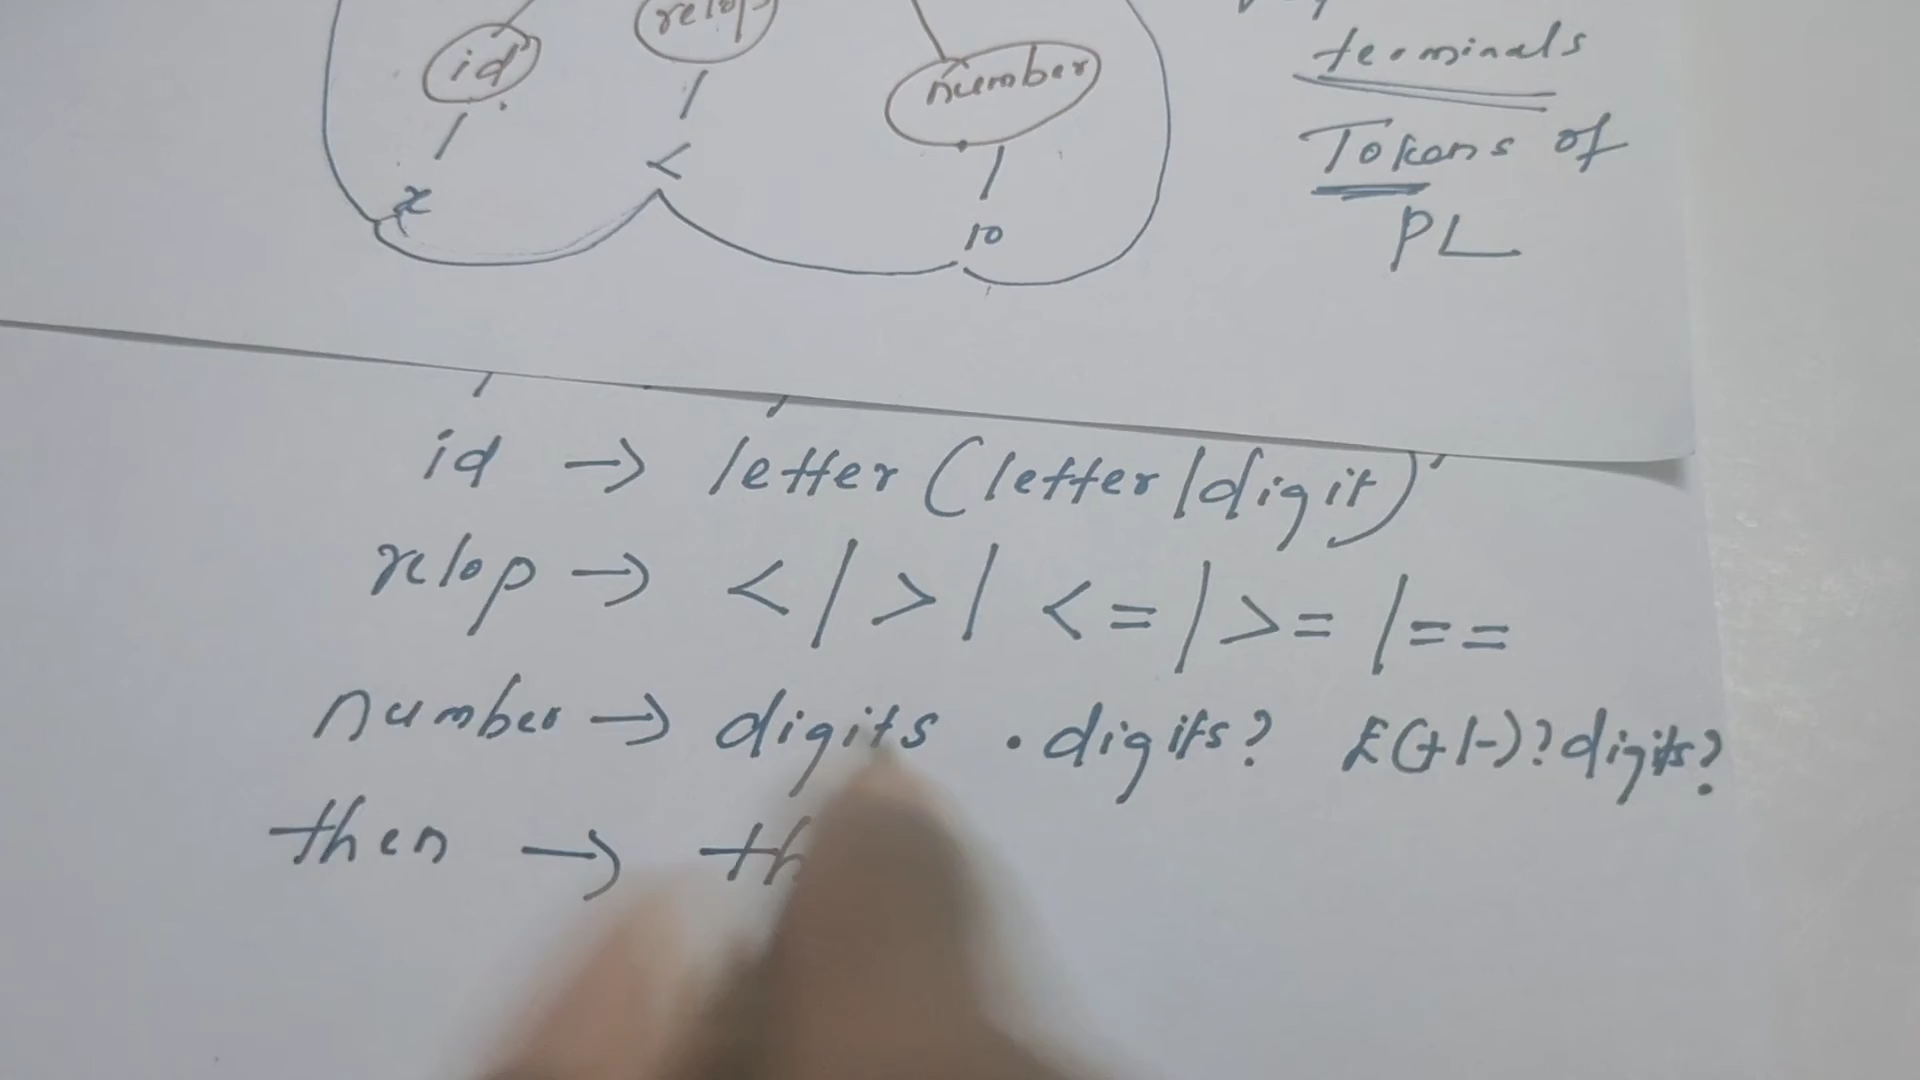 id relop number
terminals
Tokens of
PL
x < 10
id → letter (letter/digit)
relop → < / > / <= / >= / ==
number → digits . digits? E(+/-)? digits?
then → th